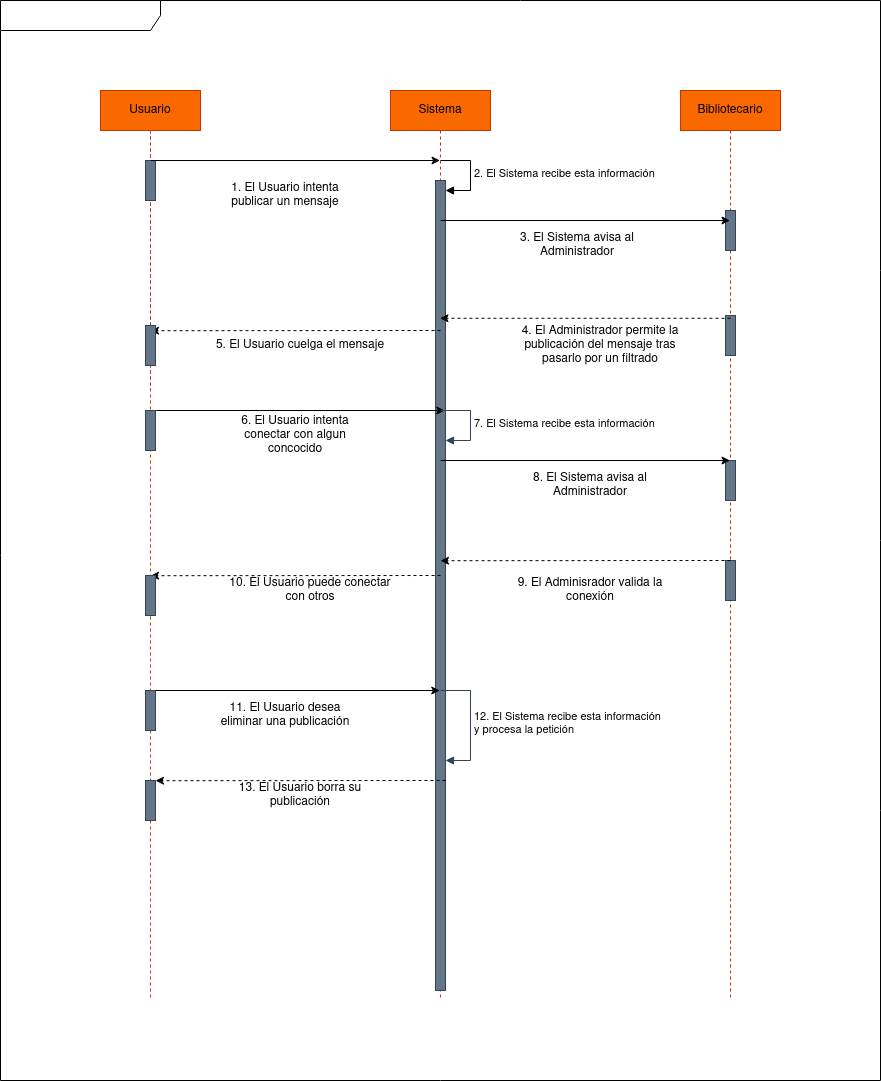 Usuario
Sistema
Bibliotecario
1. El Usuario intenta
publicar un mensaje
2. El Sistema recibe esta información
3. El Sistema avisa al
Administrador
4. El Administrador permite la
publicación del mensaje tras
pasarlo por un filtrado
5. El Usuario cuelga el mensaje
6. El Usuario intenta
conectar con algun
concocido
7. El Sistema recibe esta información
8. El Sistema avisa al
Administrador
9. El Adminisrador valida la
conexión
10. El Usuario puede conectar
con otros
11. El Usuario desea
eliminar una publicación
12. El Sistema recibe esta información
y procesa la petición
13. El Usuario borra su
publicación